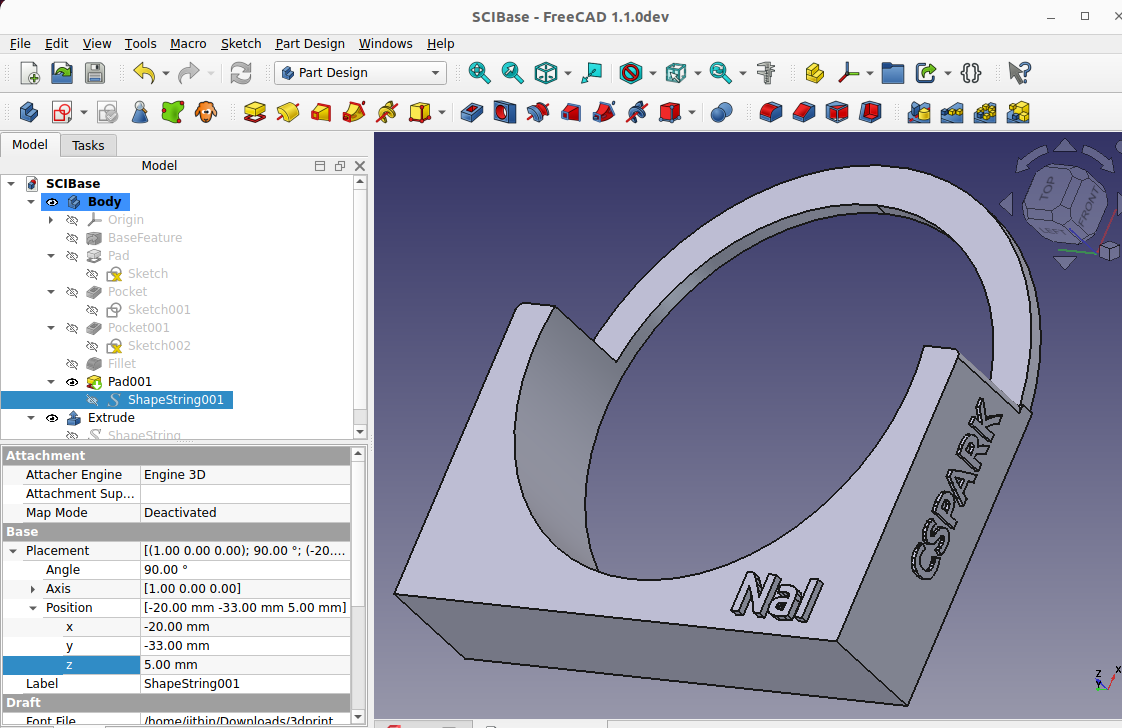 SCIBase - FreeCAD 1.1.0dev
File Edit View Tools Macro Sketch Part Design Windows Help
Part Design
Model Tasks
Model
SCIBase
Body
Origin
BaseFeature
Pad
Sketch
Pocket
Sketch001
Pocket001
Sketch002
Fillet
Pad001
ShapeString001
Extrude
ShapeString
Attachment
Attacher Engine Engine 3D
Attachment Sup...
Map Mode Deactivated
Base
Placement [(1.00 0.00 0.00); 90.00 °; (-20....
Angle 90.00 °
Axis [1.00 0.00 0.00]
Position [-20.00 mm -33.00 mm 5.00 mm]
x -20.00 mm
y -33.00 mm
z 5.00 mm
Label ShapeString001
Draft
Font File /home/jithin/Downloads/3dprint
TOP
FRONT
LEFT
CSPARK
NaI
Z
Y
X